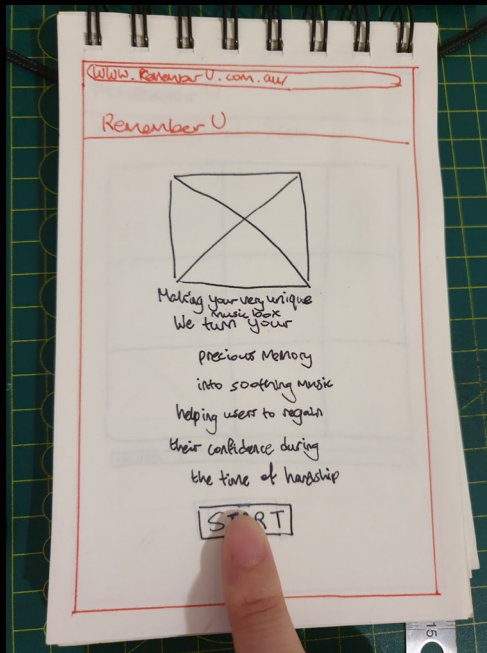 www.RememberU.com.au
Remember U
Making your very unique
music box
We turn your
precious Memory
into soothing Music
helping users to regain
their confidence during
the time of hardship
START
15